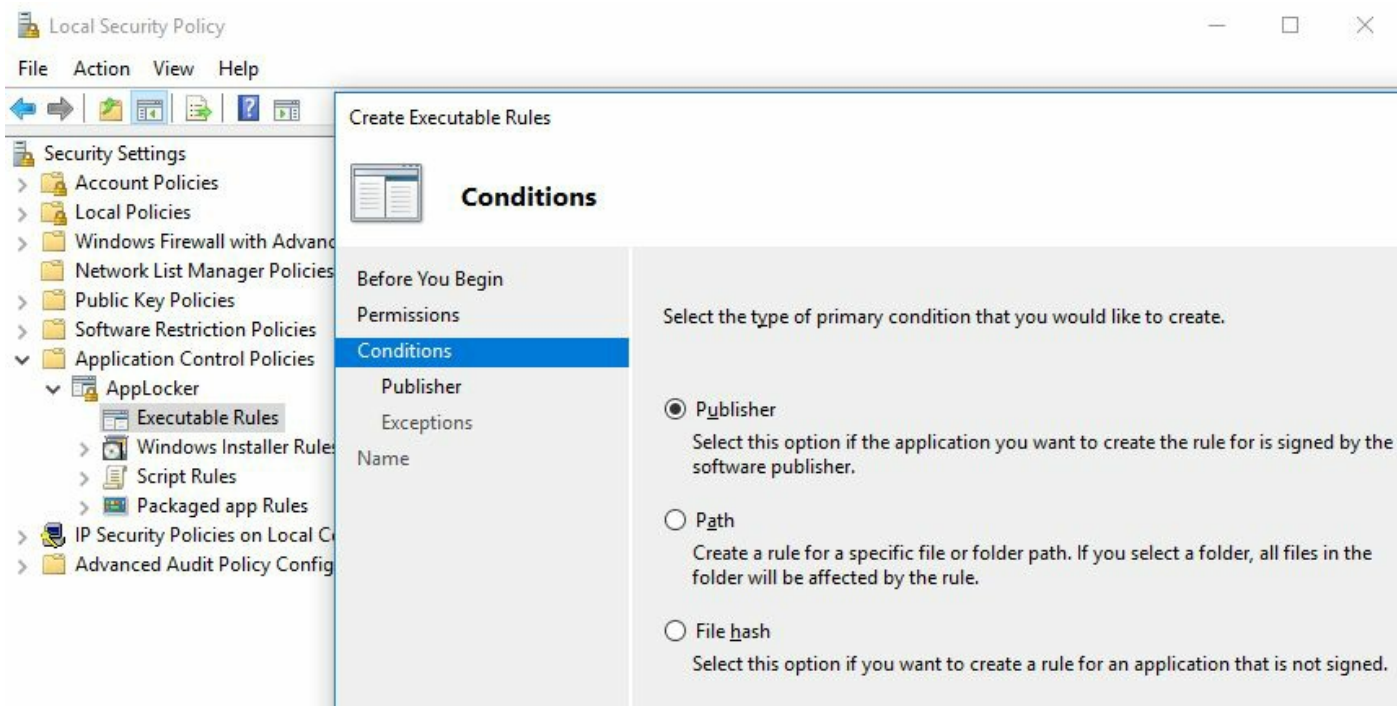 Local Security Policy
File Action View Help
Create Executable Rules
Security Settings
Account Policies
Local Policies
Windows Firewall with Advanc
Network List Manager Policies
Public Key Policies
Software Restriction Policies
Application Control Policies
AppLocker
Executable Rules
Windows Installer Rules
Script Rules
Packaged app Rules
IP Security Policies on Local Co
Advanced Audit Policy Config
Conditions
Before You Begin
Permissions
Conditions
Publisher
Exceptions
Name
Select the type of primary condition that you would like to create.
Publisher
Select this option if the application you want to create the rule for is signed by the
software publisher.
Path
Create a rule for a specific file or folder path. If you select a folder, all files in the
folder will be affected by the rule.
File hash
Select this option if you want to create a rule for an application that is not signed.